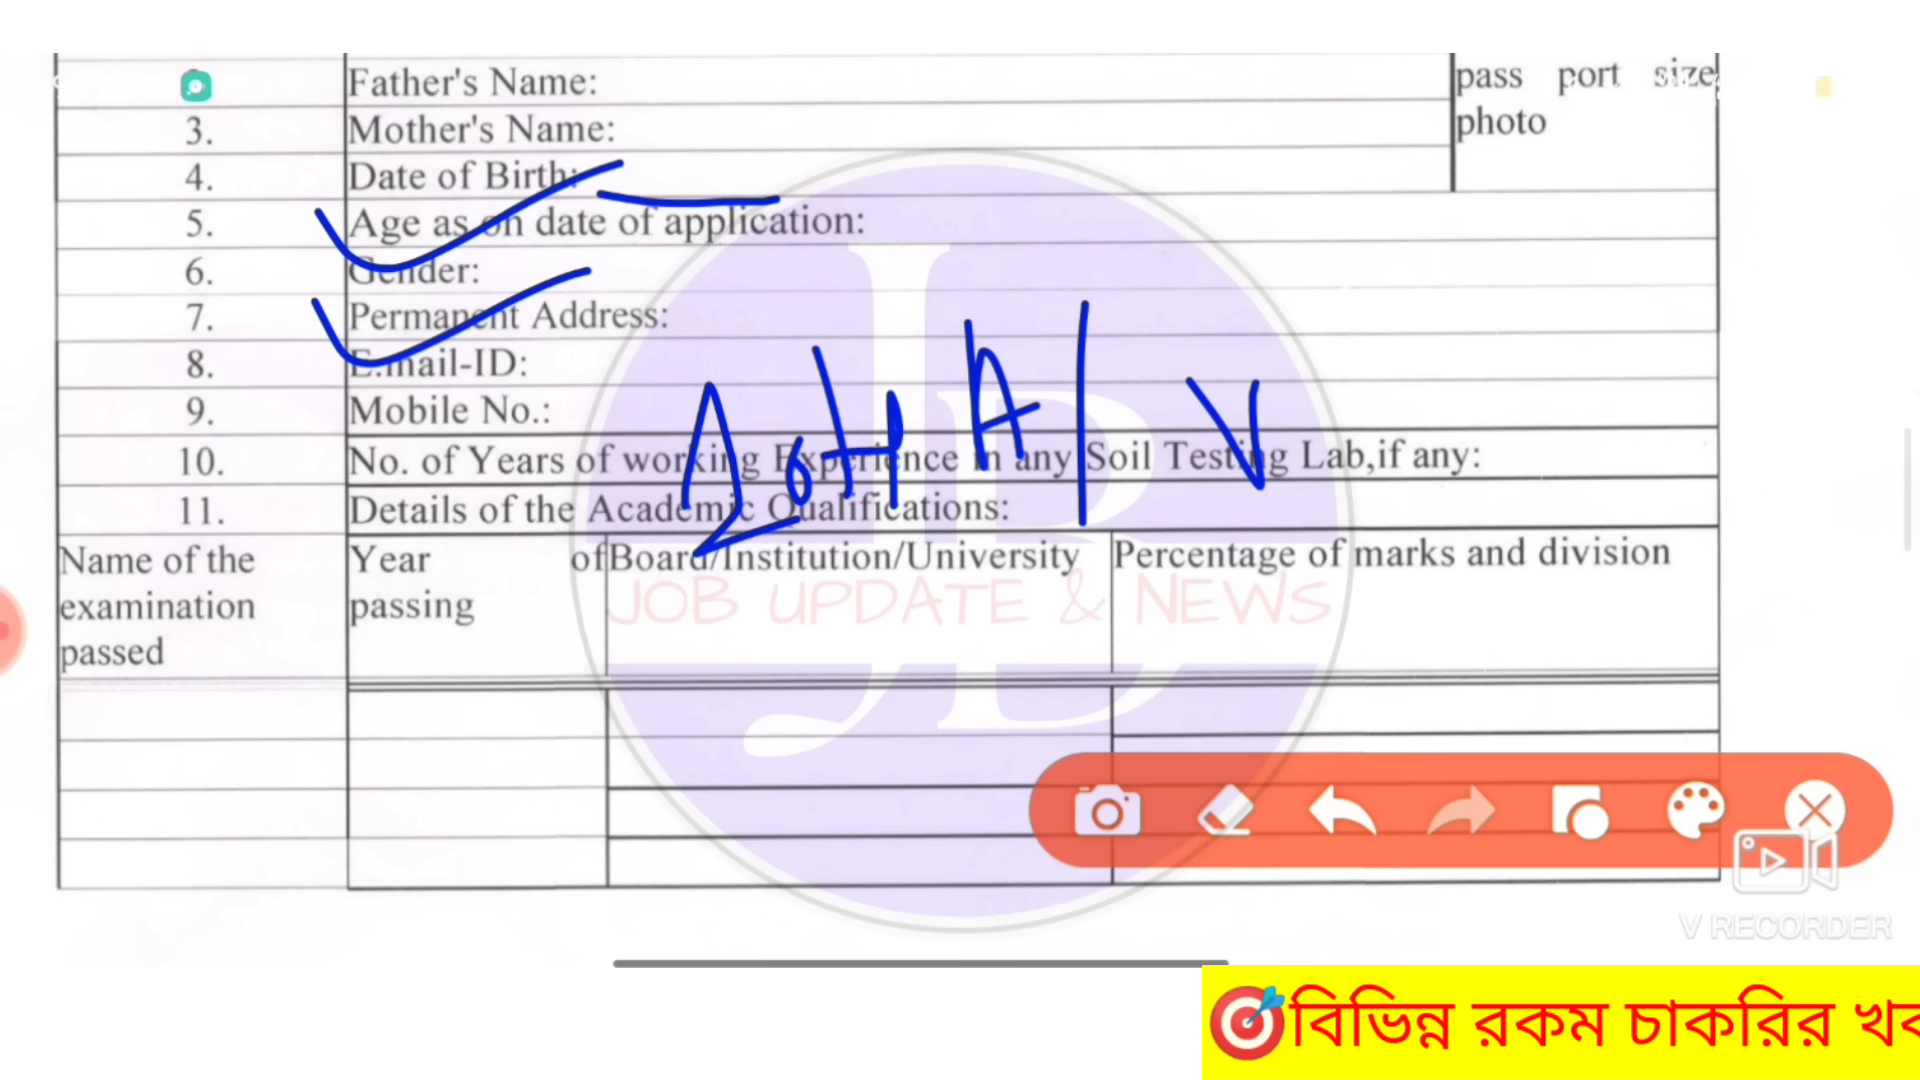 Father's Name:
pass port size
photo
3. Mother's Name:
4. Date of Birth:
5. Age as on date of application:
6. Gender:
7. Permanent Address:
8. E.mail-ID:
9. Mobile No.:
10. No. of Years of working Experience in any Soil Testing Lab,if any:
11. Details of the Academic Qualifications:
Name of the examination passed
Year of passing
Board/Institution/University
Percentage of marks and division
JOB UPDATE & NEWS
V RECORDER
বিভিন্ন রকম চাকরির